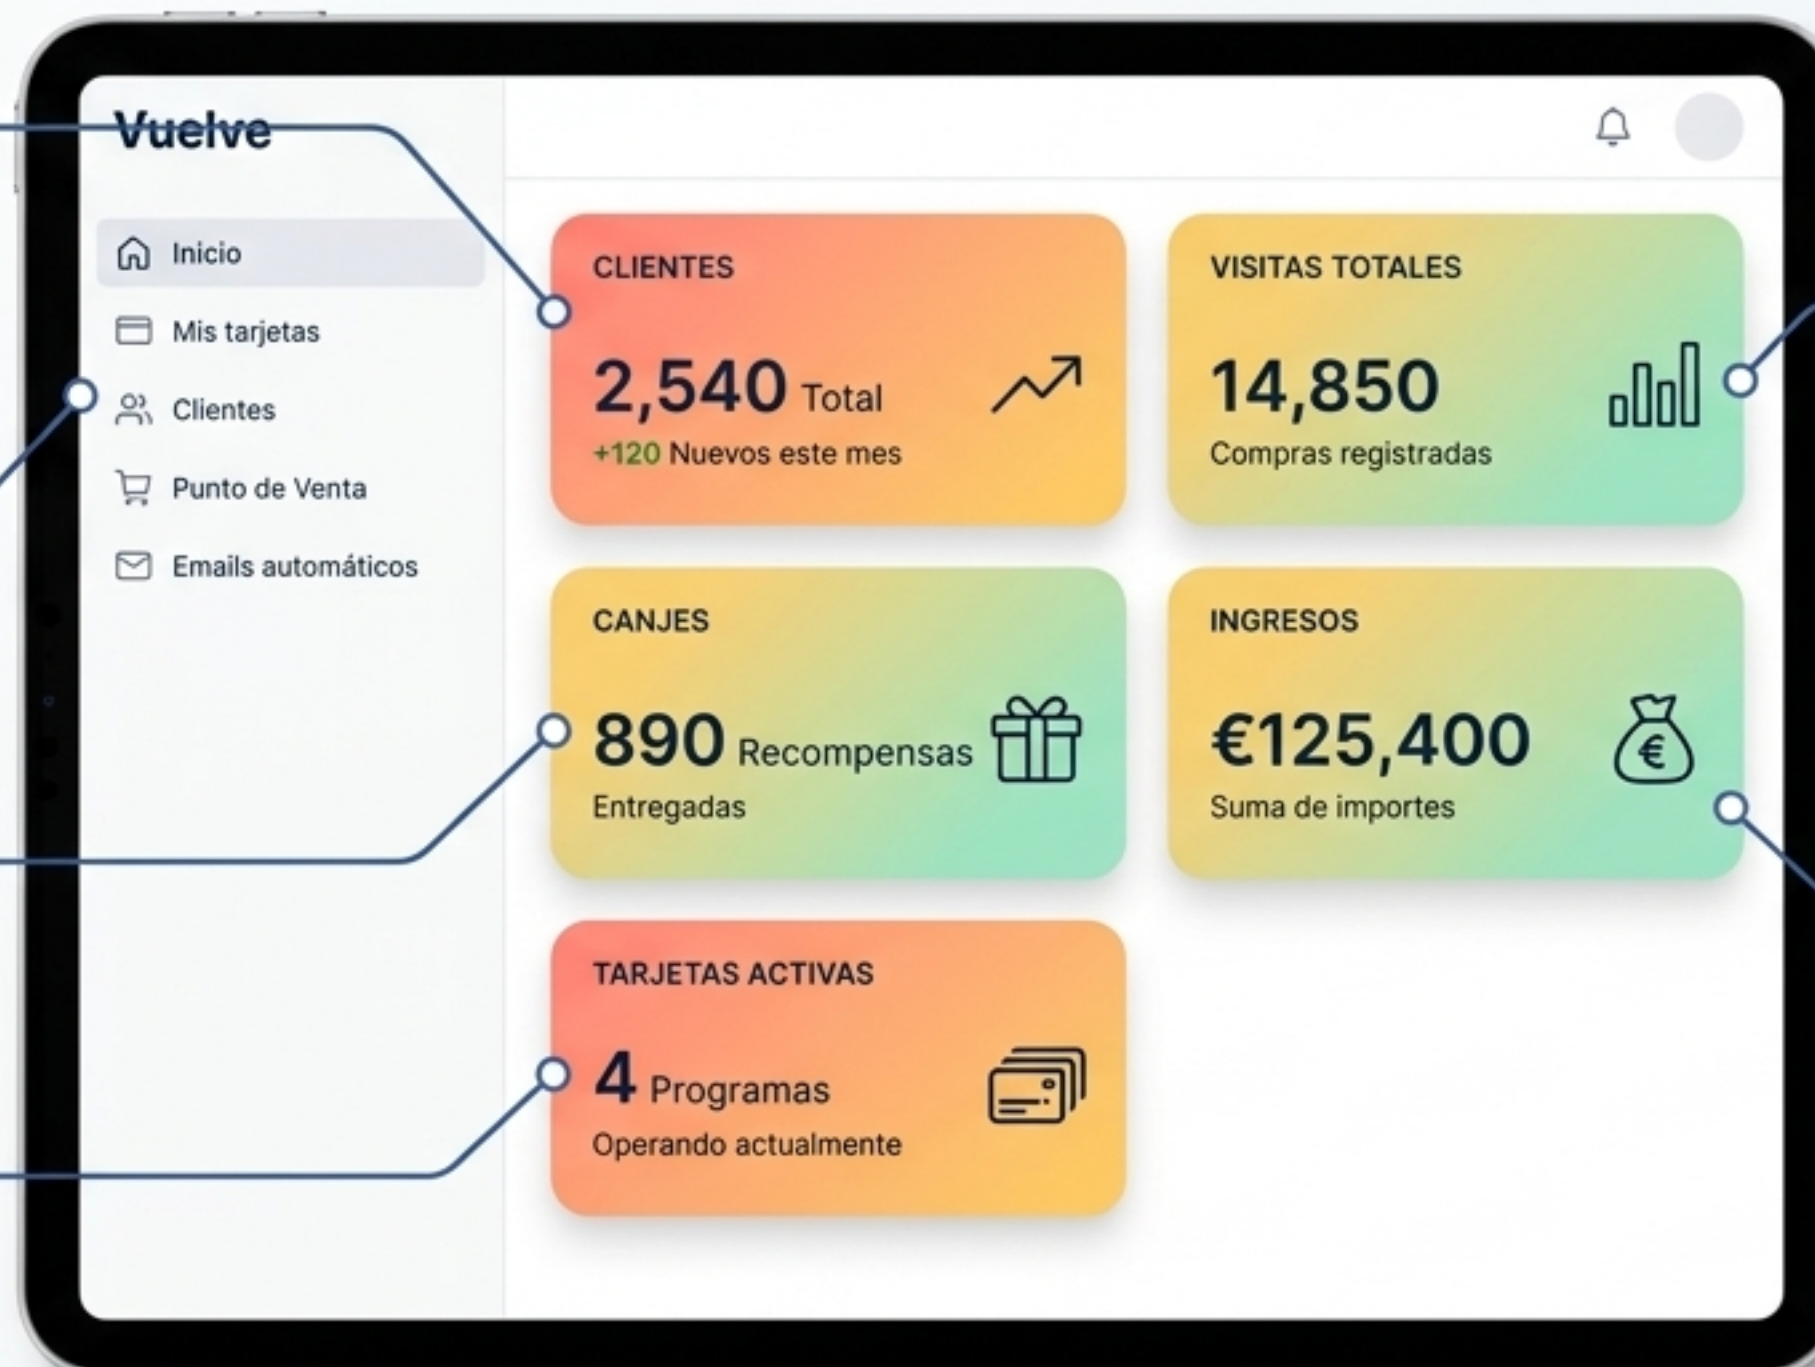 Vuelve
Inicio
Mis tarjetas
Clientes
Punto de Venta
Emails automáticos
CLIENTES
2,540 Total
+120 Nuevos este mes
VISITAS TOTALES
14,850
Compras registradas
CANJES
890 Recompensas
Entregadas
INGRESOS
€125,400
€
Suma de importes
TARJETAS ACTIVAS
4 Programas
Operando actualmente